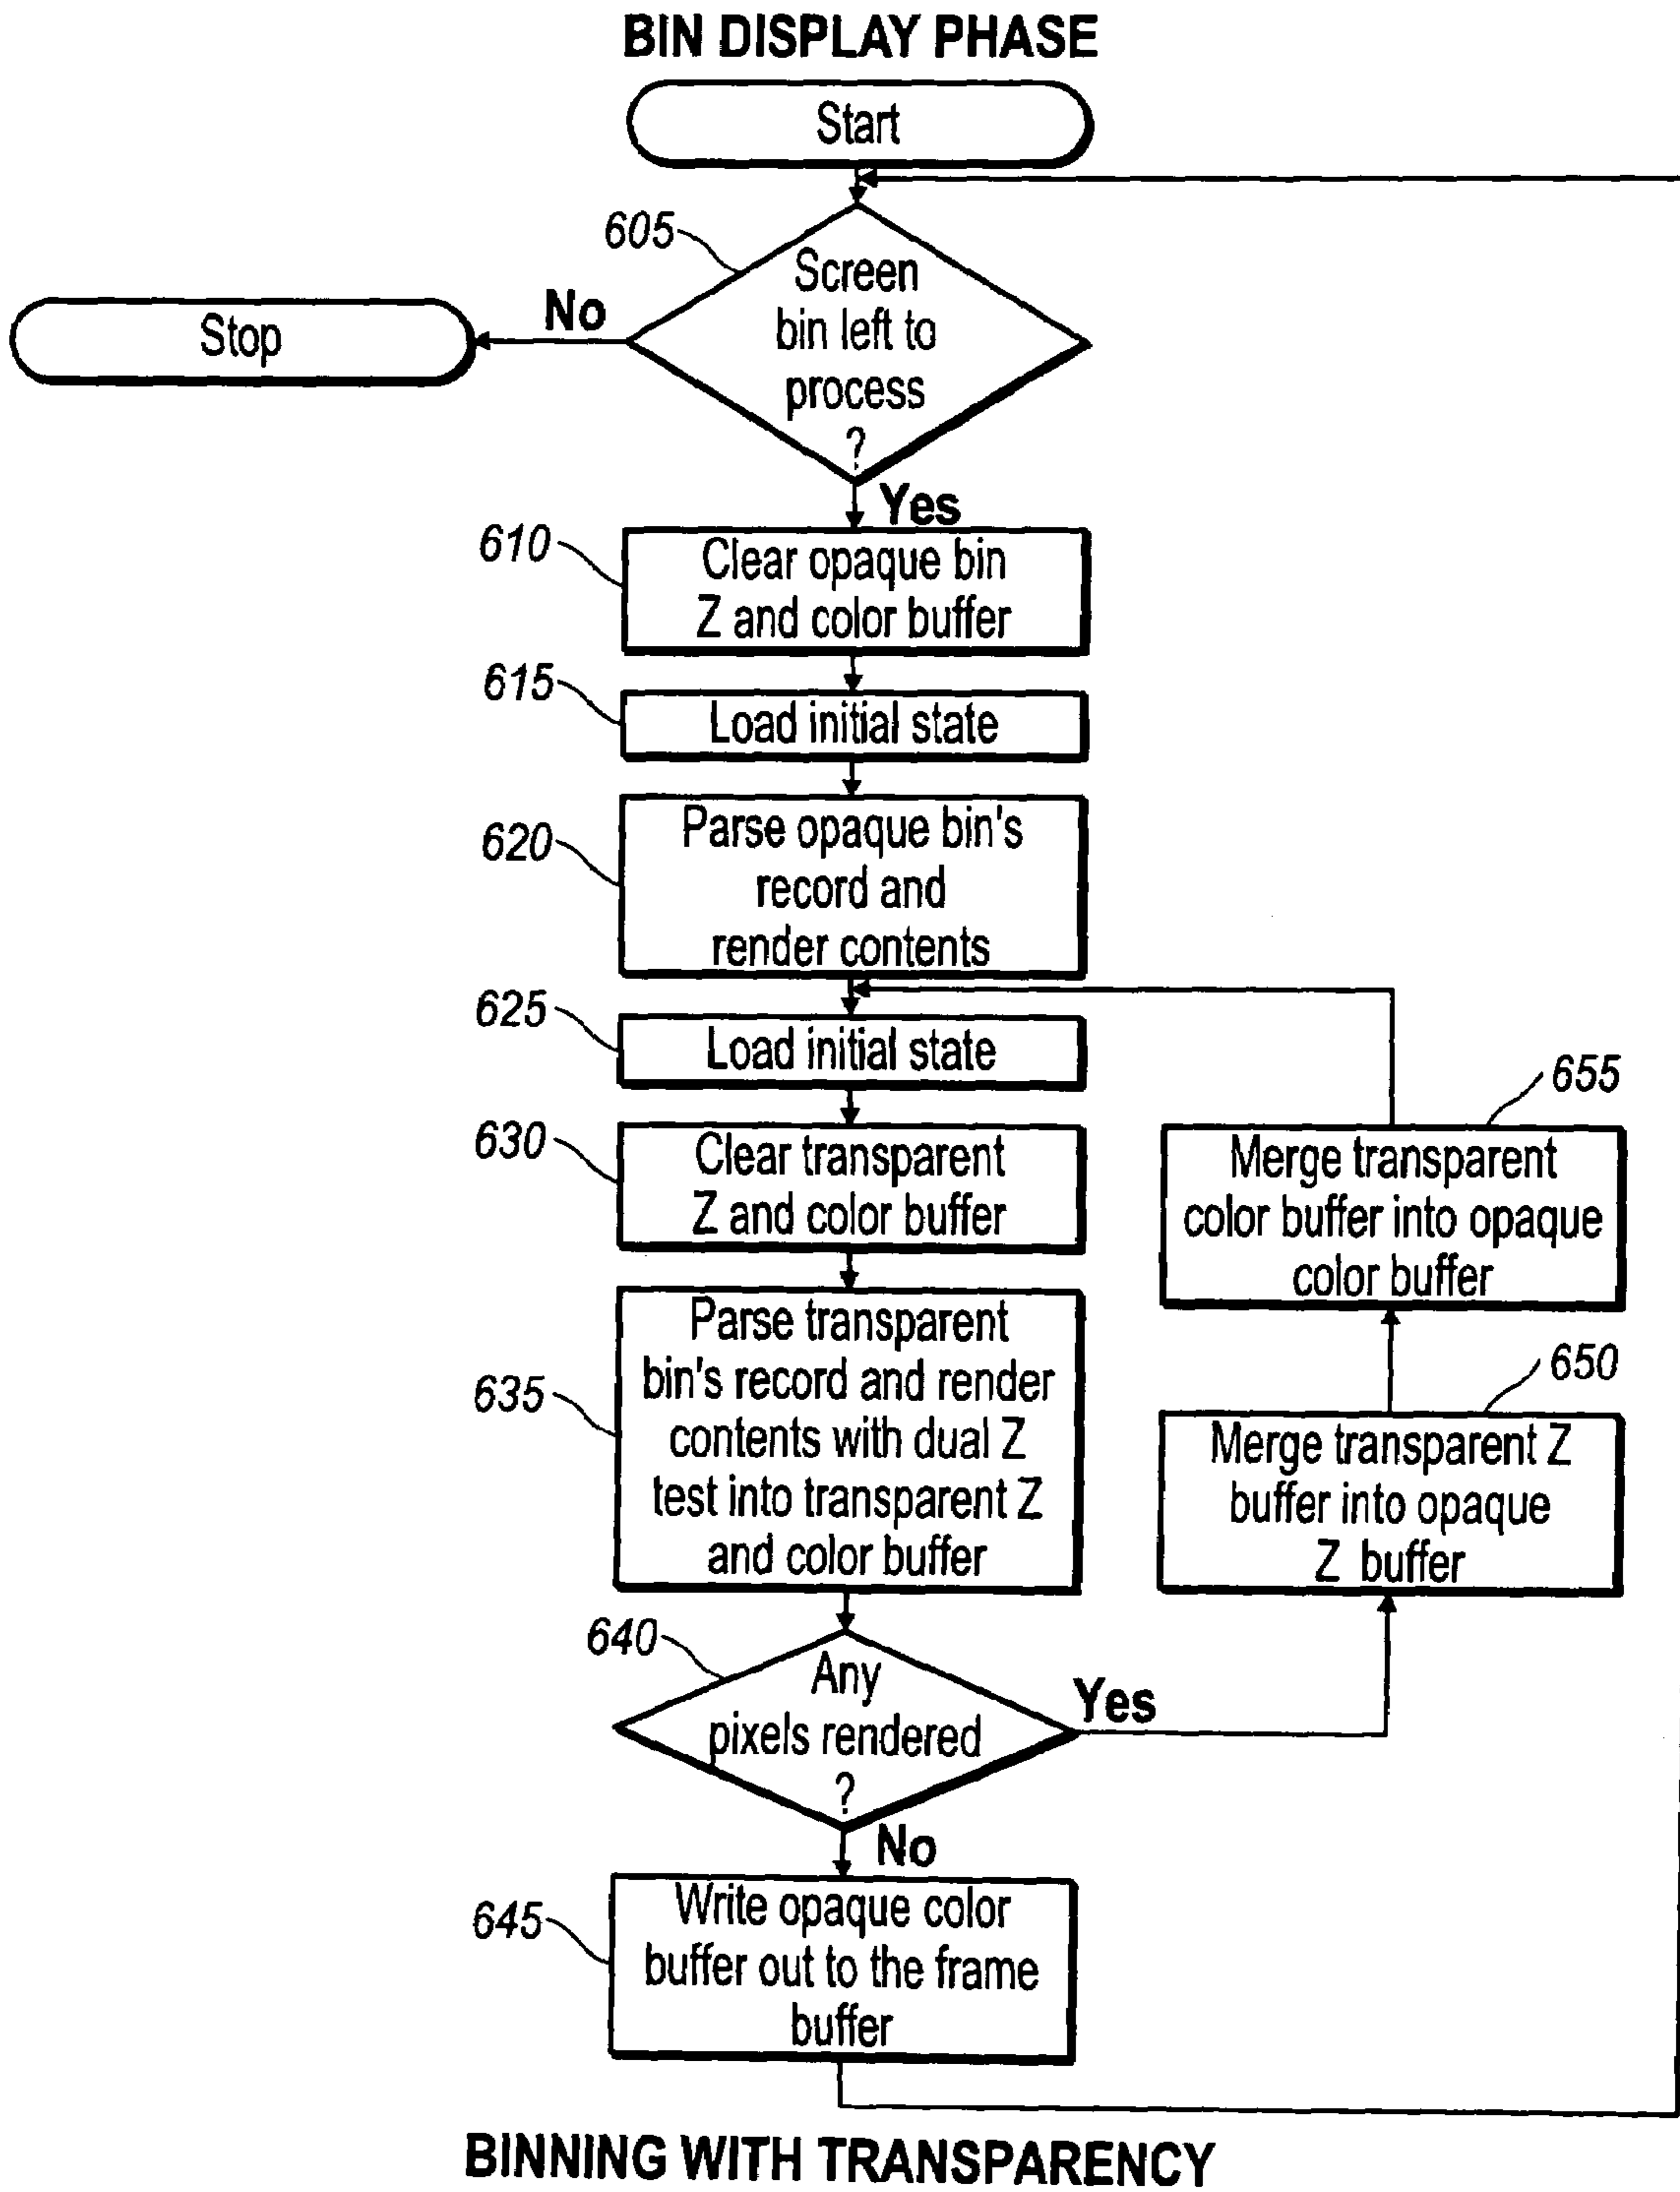 BIN DISPLAY PHASE
Start
605
Screen
bin left to
process
?
No
Stop
Yes
610
Clear opaque bin
Z and color buffer
615
Load initial state
620
Parse opaque bin's
record and
render contents
625
Load initial state
630
Clear transparent
Z and color buffer
635
Parse transparent
bin's record and render
contents with dual Z
test into transparent Z
and color buffer
640
Any
pixels rendered
?
Yes
650
Merge transparent Z
buffer into opaque
Z buffer
655
Merge transparent
color buffer into opaque
color buffer
No
645
Write opaque color
buffer out to the frame
buffer
BINNING WITH TRANSPARENCY